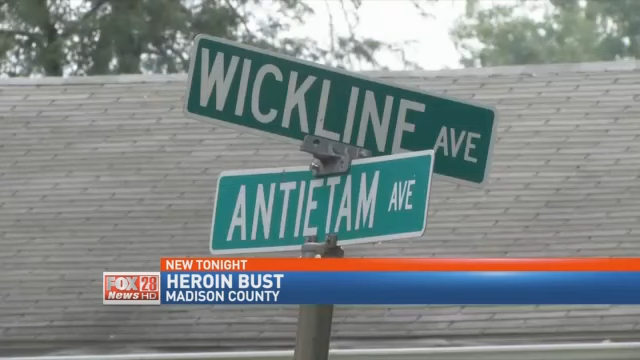 WICKLINE AVE
ANTIETAM AVE
NEW TONIGHT
FOX 28
News HD
HEROIN BUST
MADISON COUNTY